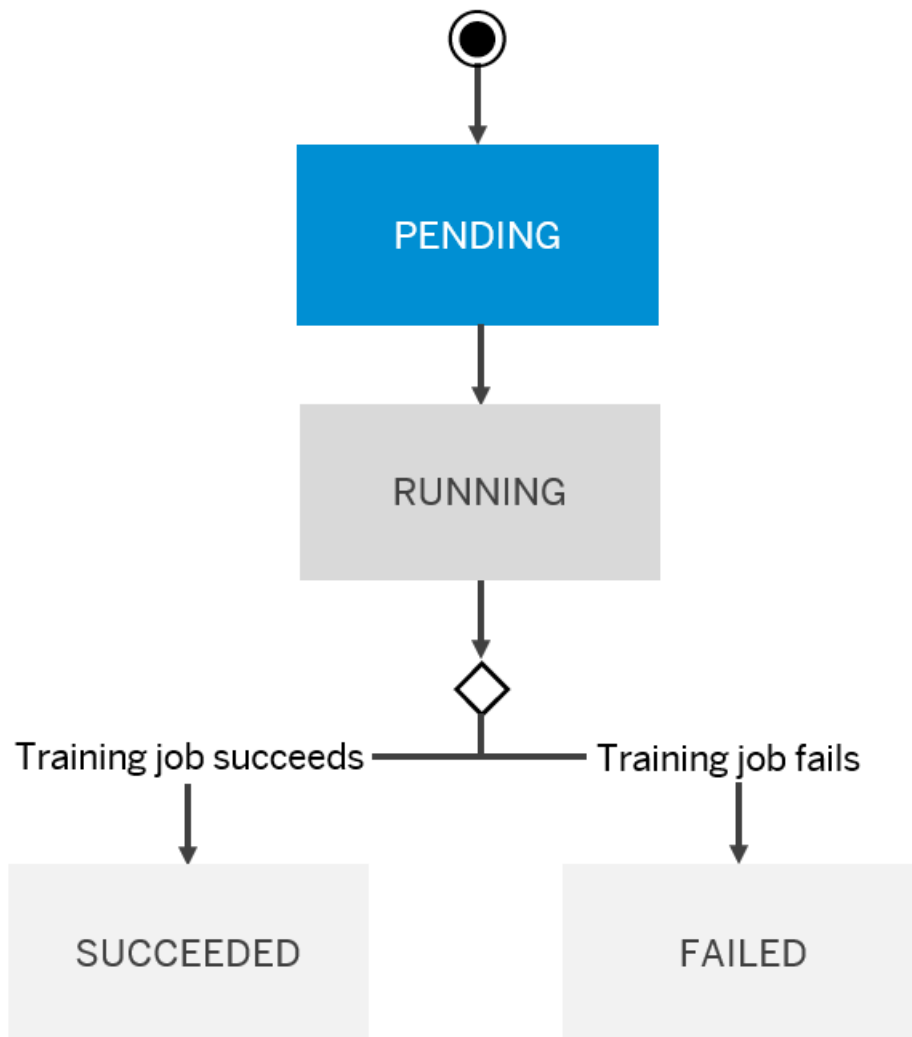 PENDING
RUNNING
Training job succeeds
Training job fails
SUCCEEDED
FAILED